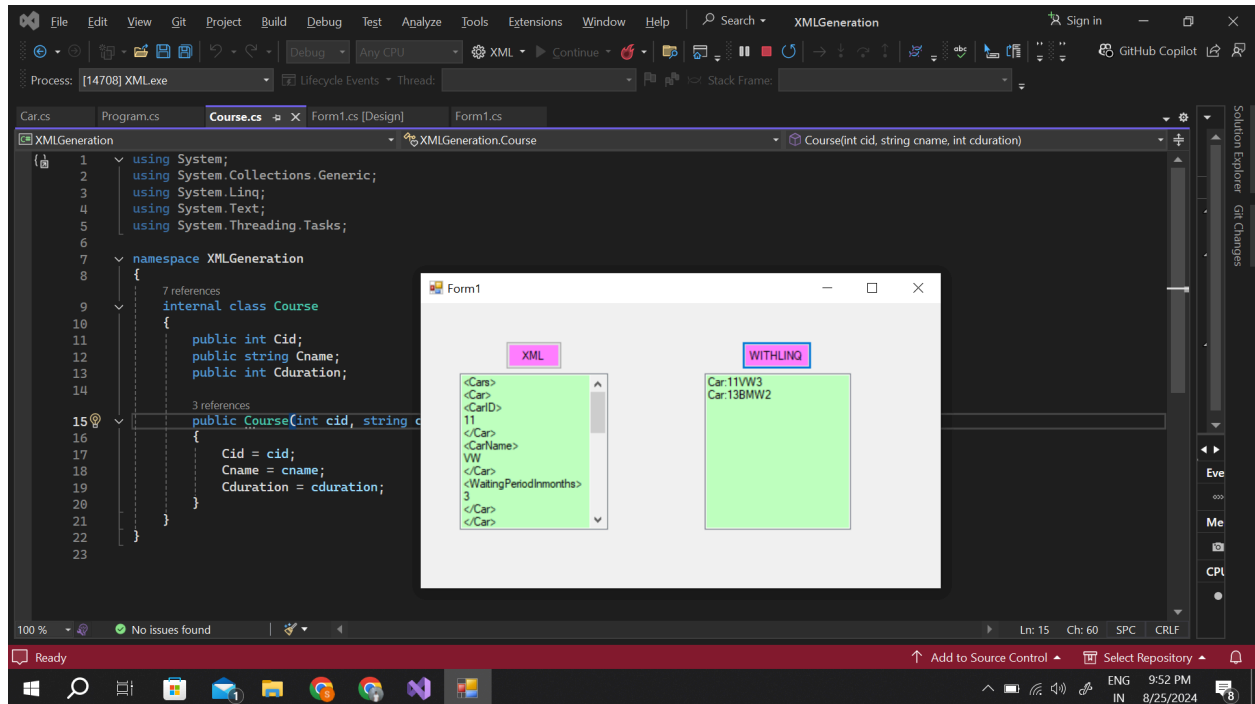 File Edit View Git Project Build Debug Test Analyze Tools Extensions Window Help Search XMLGeneration Sign in
Debug Any CPU XML Continue GitHub Copilot
Process: [14708] XML.exe Lifecycle Events Thread: Stack Frame:
Car.cs Program.cs Course.cs Form1.cs [Design] Form1.cs
XMLGeneration XMLGeneration.Course Course(int cid, string cname, int cduration)
1 using System;
2 using System.Collections.Generic;
3 using System.Linq;
4 using System.Text;
5 using System.Threading.Tasks;
6
7 namespace XMLGeneration
8 {
7 references
9 internal class Course
10 {
11 public int Cid;
12 public string Cname;
13 public int Cduration;
14
3 references
15 public Course(int cid, string c
16 {
17 Cid = cid;
18 Cname = cname;
19 Cduration = cduration;
20 }
21 }
22 }
23
Form1
XML
<Cars>
<Car>
<CarID>
11
</Car>
<CarName>
VW
</Car>
<WaitingPeriodInmonths>
3
</Car>
</Car>
WITHLINQ
Car:11VW3
Car:13BMW2
Solution Explorer
Git Changes
Eve
Me
CPU
100 % No issues found Ln: 15 Ch: 60 SPC CRLF
Ready Add to Source Control Select Repository
1
S
ENG
IN
9:52 PM
8/25/2024
8